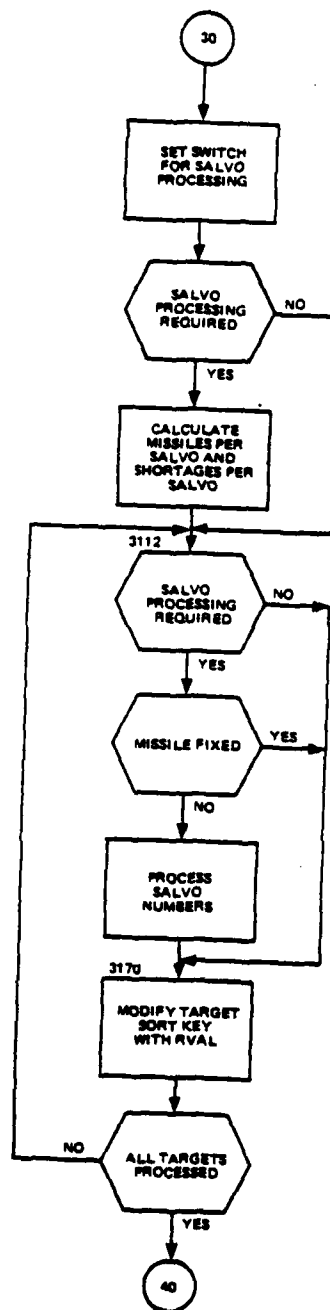 30
SET SWITCH
FOR SALVO
PROCESSING
SALVO
PROCESSING
REQUIRED
NO
YES
CALCULATE
MISSILES PER
SALVO AND
SHORTAGES PER
SALVO
3112
SALVO
PROCESSING
REQUIRED
NO
YES
MISSILE FIXED
YES
NO
PROCESS
SALVO
NUMBERS
3170
MODIFY TARGET
SORT KEY
WITH RVAL
NO
ALL TARGETS
PROCESSED
YES
40